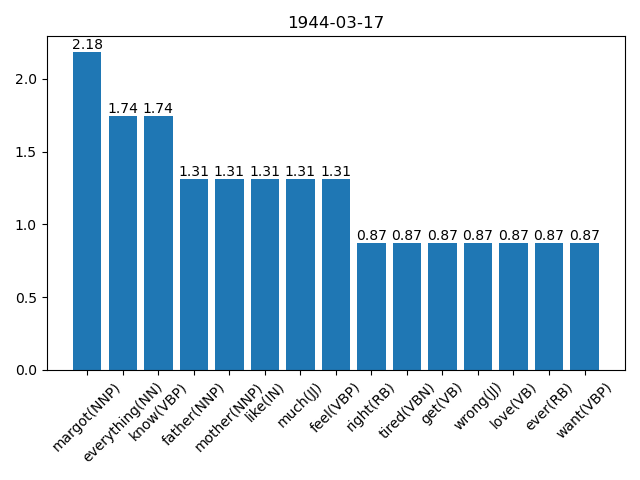 1944-03-17
2.18
1.74 1.74
1.31 1.31 1.31 1.31 1.31
0.87 0.87 0.87 0.87 0.87 0.87 0.87
2.0
1.5
1.0
0.5
0.0
margot(NNP)
everything(NN)
know(VBP)
father(NNP)
mother(NNP)
like(IN)
much(JJ)
feel(VBP)
right(RB)
tired(VBN)
get(VB)
wrong(JJ)
love(VB)
ever(RB)
want(VBP)